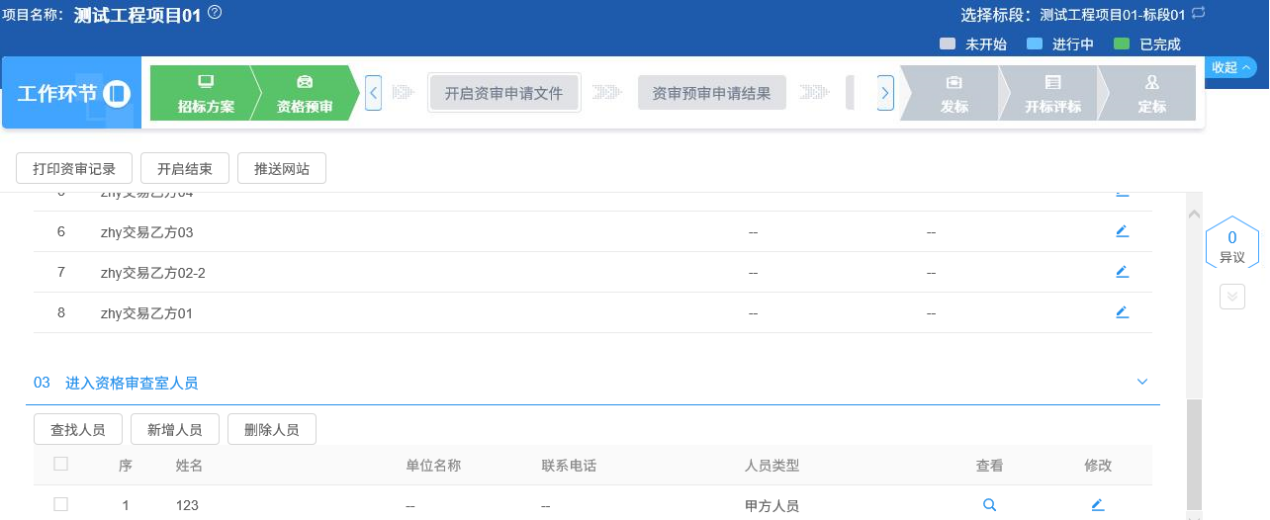 项目名称： 测试工程项目01 选择标段： 测试工程项目01-标段01
未开始 进行中 已完成
工作环节 招标方案 资格预审 开启资审申请文件 资审预审申请结果 发标 开标评标 定标 收起
打印资审记录 开启结束 推送网站
6 zhy交易乙方03 -- --
7 zhy交易乙方02-2 -- --
8 zhy交易乙方01 -- --
0
异议
03 进入资格审查室人员
查找人员 新增人员 删除人员
序 姓名 单位名称 联系电话 人员类型 查看 修改
1 123 -- -- 甲方人员